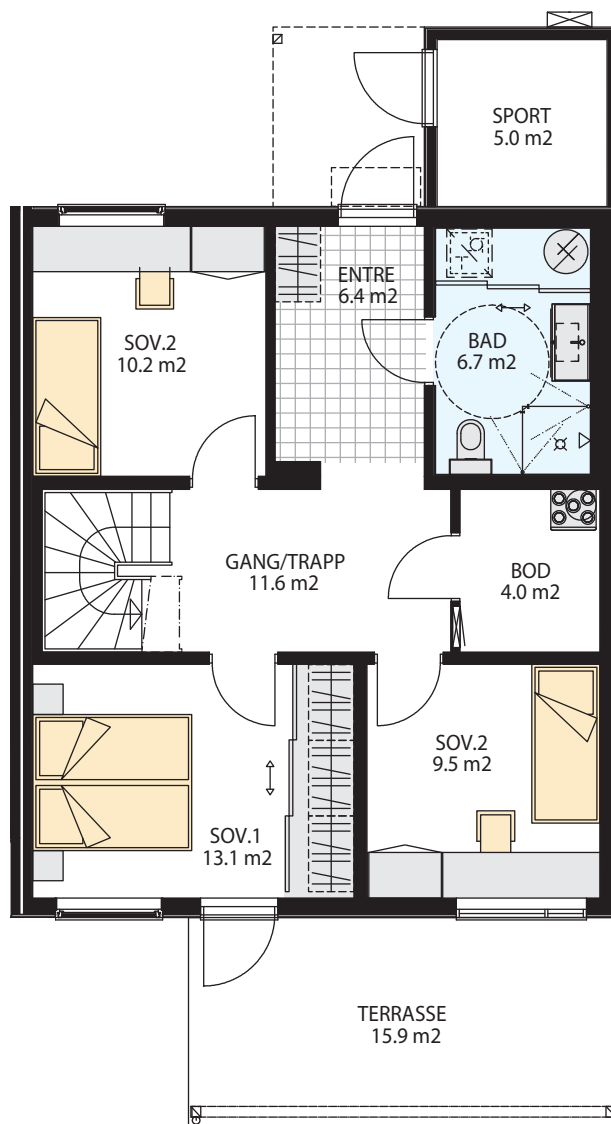 SPORT
5.0 m2
ENTRE
6.4 m2
T/S
SOV.2
10.2 m2
BAD
6.7 m2
GANG/TRAPP
11.6 m2
BOD
4.0 m2
SOV.2
9.5 m2
SOV.1
13.1 m2
TERRASSE
15.9 m2